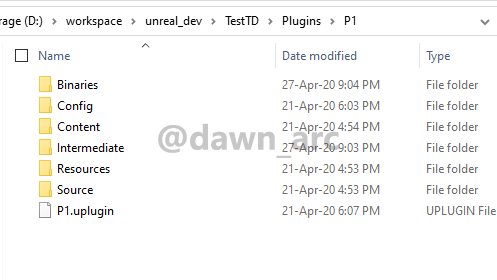 rage (D:) > workspace > unreal_dev > TestTD > Plugins > P1
Name Date modified Type
Binaries 27-Apr-20 9:04 PM File folder
Config 21-Apr-20 6:03 PM File folder
Content 21-Apr-20 4:54 PM File folder
Intermediate 27-Apr-20 9:03 PM File folder
Resources 21-Apr-20 4:53 PM File folder
Source 21-Apr-20 4:53 PM File folder
P1.uplugin 21-Apr-20 6:07 PM UPLUGIN File
@dawn_arc